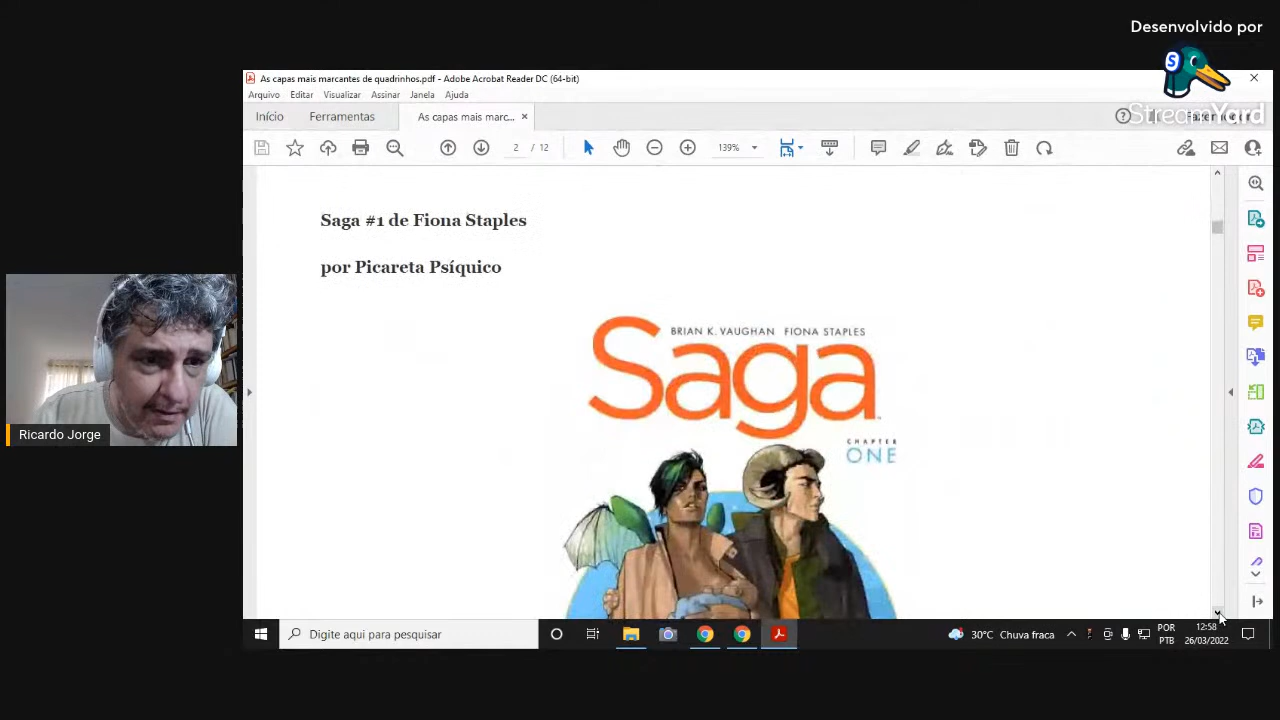 Desenvolvido por
StreamYard
As capas mais marcantes de quadrinhos.pdf - Adobe Acrobat Reader DC (64-bit)
Arquivo Editar Visualizar Assinar Janela Ajuda
Início Ferramentas As capas mais marc...
2 / 12 139%
Saga #1 de Fiona Staples
por Picareta Psíquico
BRIAN K. VAUGHAN FIONA STAPLES
Saga
CHAPTER
ONE
Ricardo Jorge
Digite aqui para pesquisar
30°C Chuva fraca
POR
PTB
12:58
26/03/2022